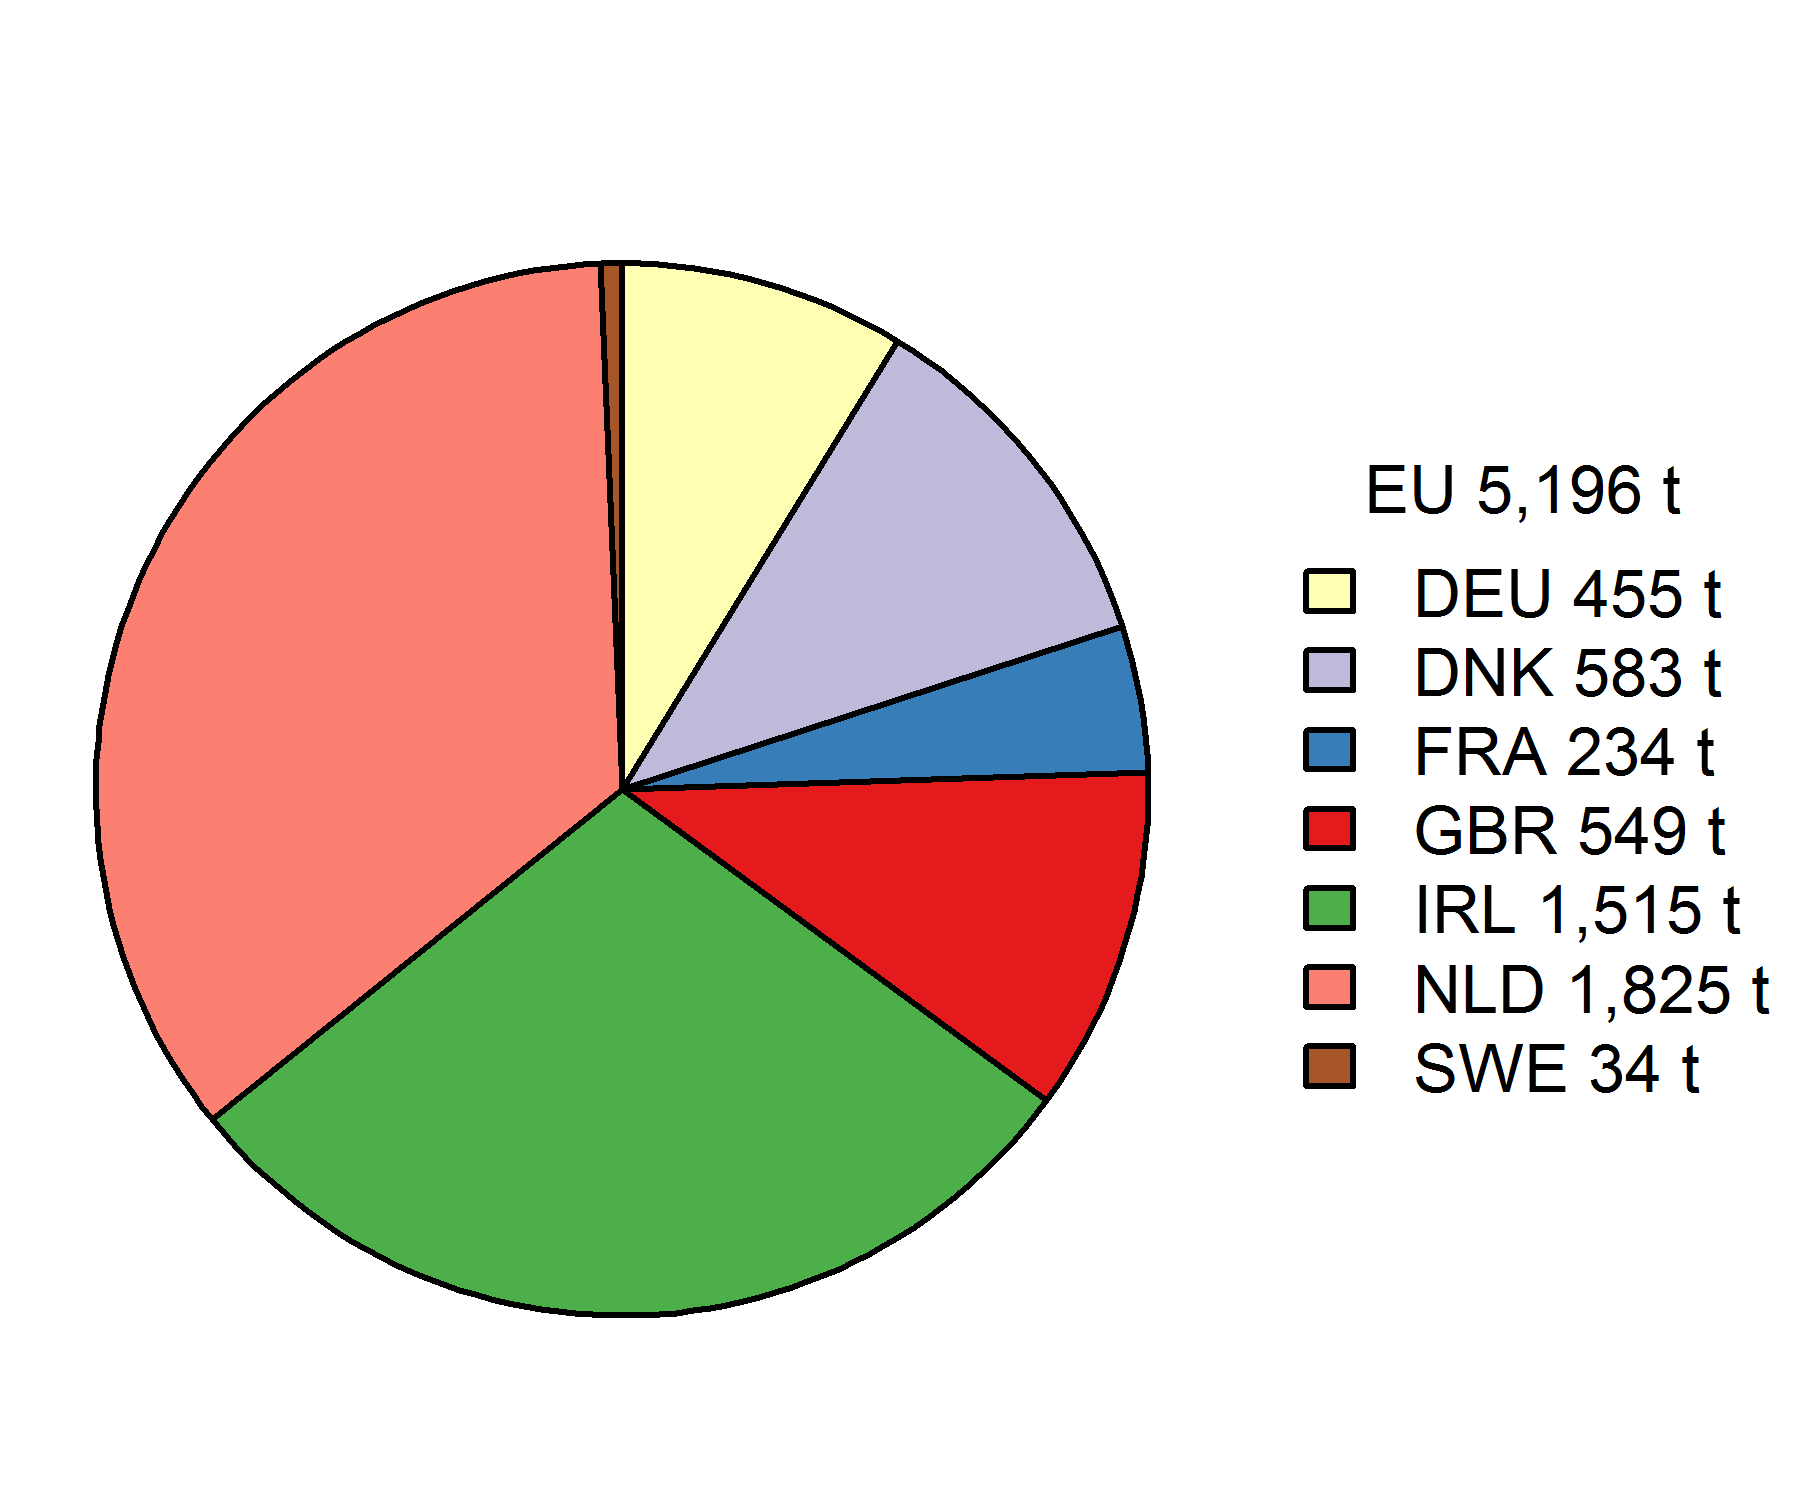 EU 5,196 t
DEU 455 t
DNK 583 t
FRA 234 t
GBR 549 t
IRL 1,515 t
NLD 1,825 t
SWE 34 t